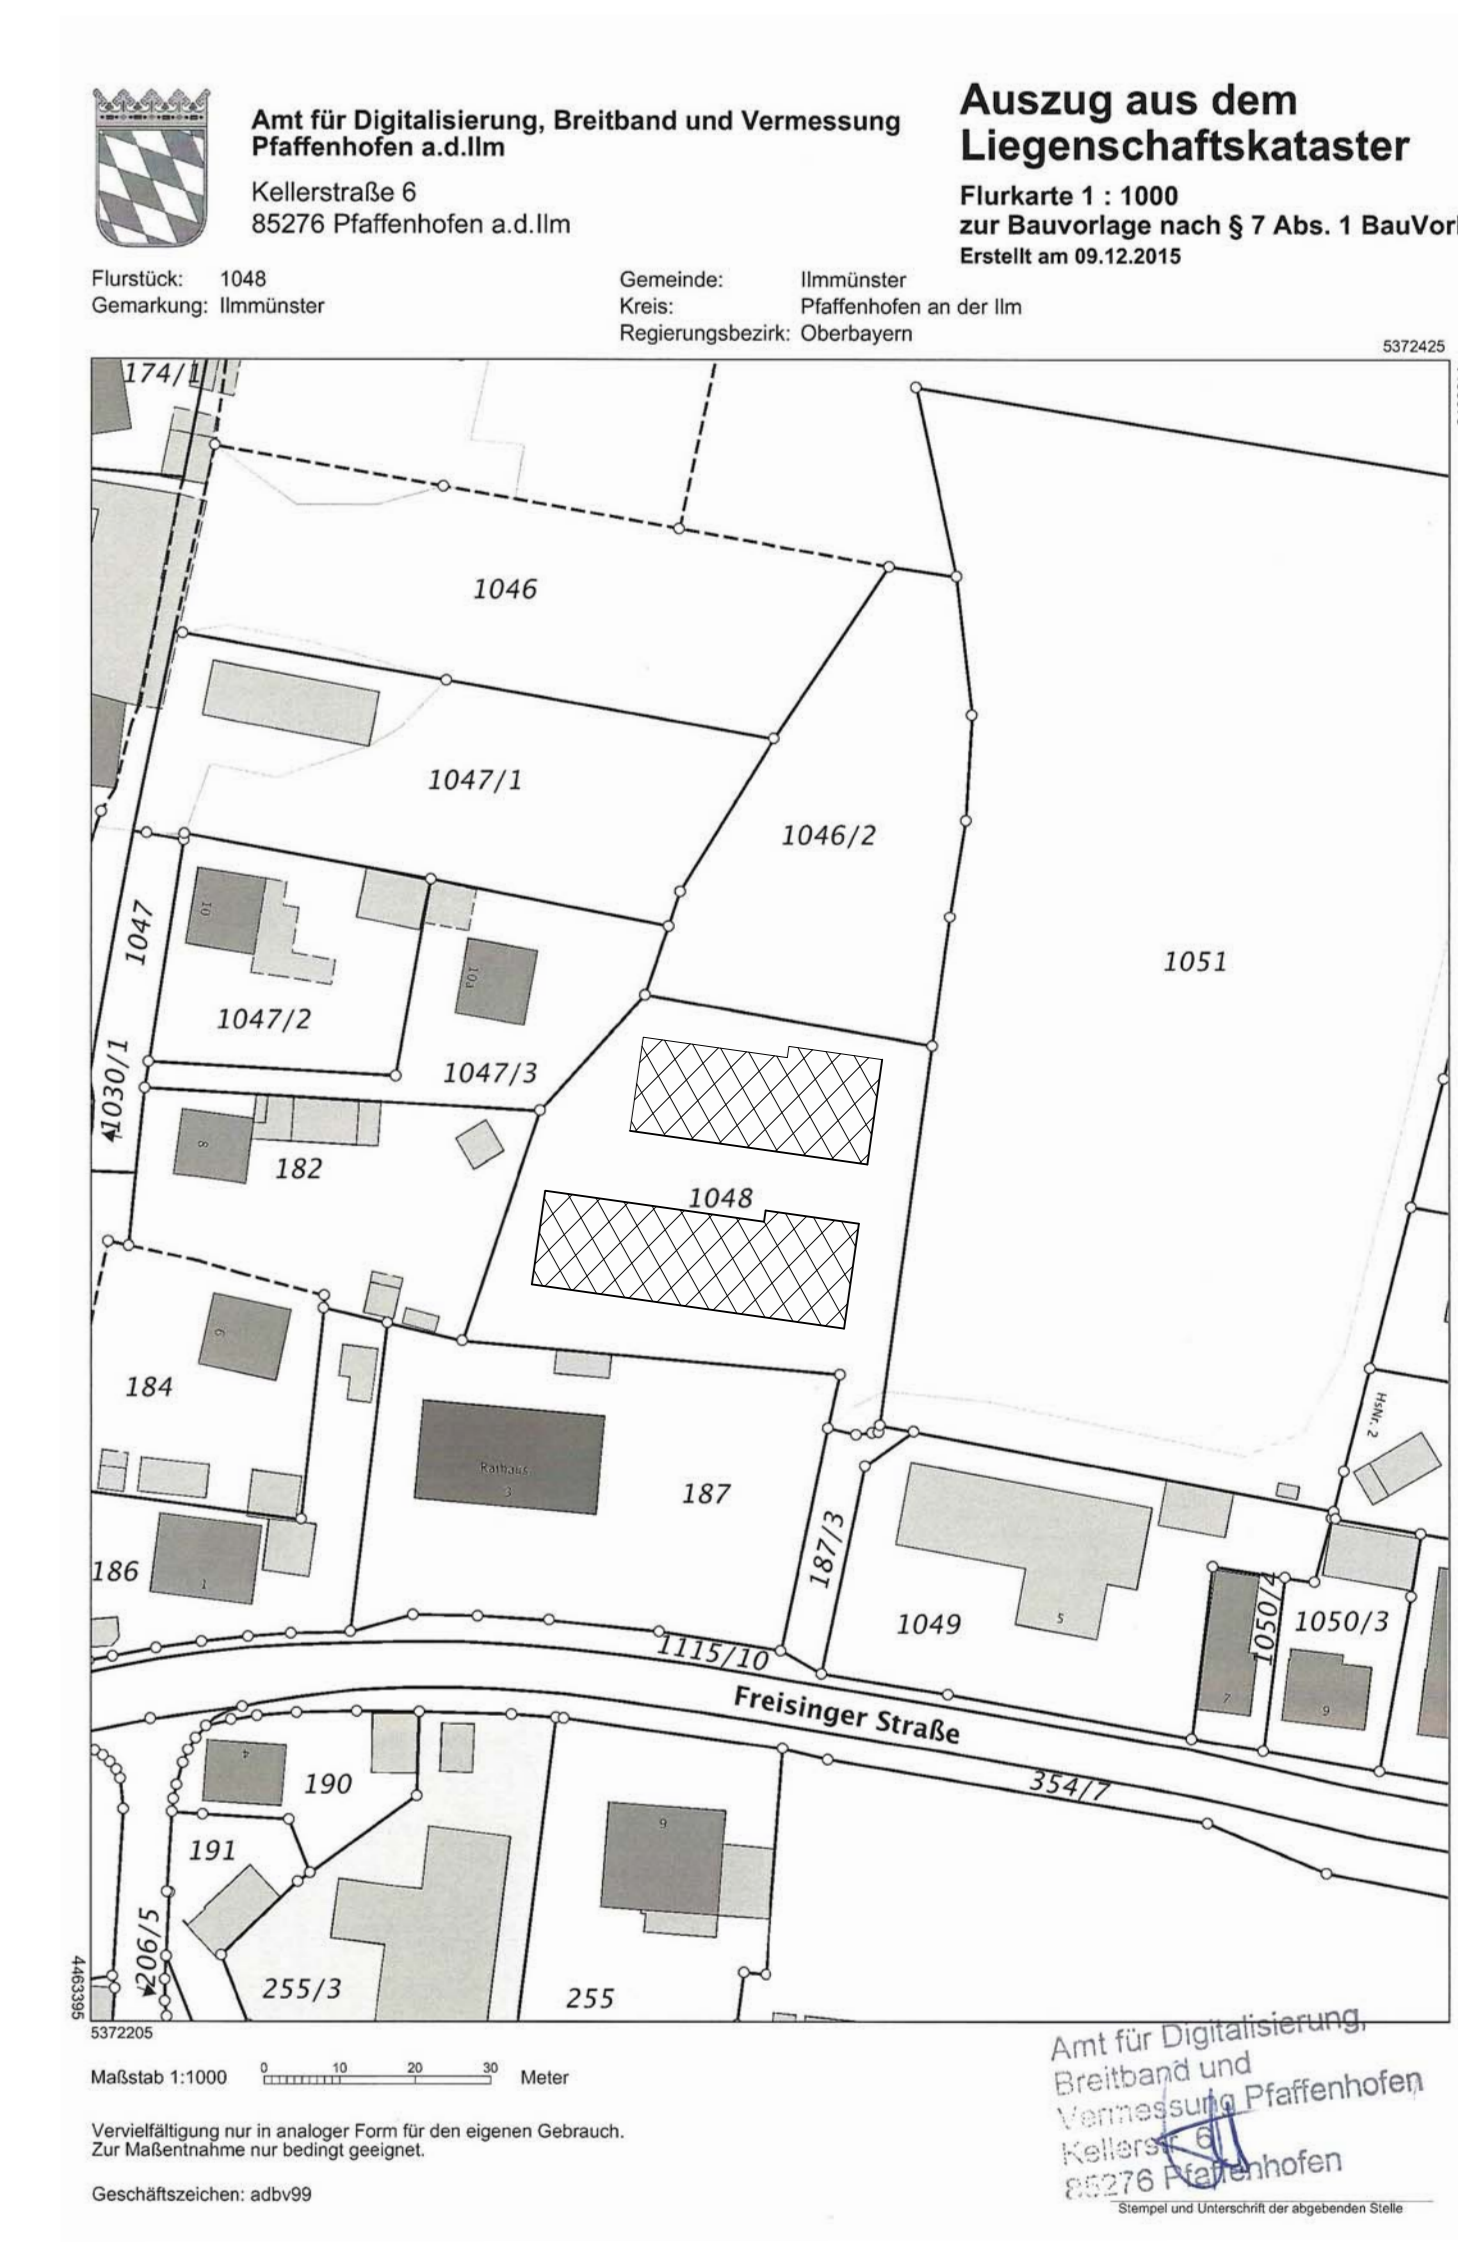 Amt für Digitalisierung, Breitband und Vermessung
Pfaffenhofen a.d.Ilm
Kellerstraße 6
85276 Pfaffenhofen a.d.Ilm
Auszug aus dem
Liegenschaftskataster
Flurkarte 1 : 1000
zur Bauvorlage nach § 7 Abs. 1
Erstellt am 09.12.2015
Flurstück: 1048
Gemarkung: Ilmmünster
Gemeinde: Ilmmünster
Kreis: Pfaffenhofen an der Ilm
Regierungsbezirk: Oberbayern
5372425
174/1
1046
1047/1
1046/2
10
1047
1051
10a
1047/2
1047/3
1030/1
8
182
1048
6
184
HsNr. 2
Rathaus
3
187
187/3
186
1
5
1049
1050/4
1050/3
1115/10
7
9
Freisinger Straße
4
190
354/7
9
191
206/5
255/3
255
4463395
5372205
Maßstab 1:1000 0 10 20 30 Meter
Vervielfältigung nur in analoger Form für den eigenen Gebrauch.
Zur Maßentnahme nur bedingt geeignet.
Geschäftszeichen: adbv99
Amt für Digitalisierung,
Breitband und
Vermessung Pfaffenhofen
Kellerstr. 6
85276 Pfaffenhofen
Stempel und Unterschrift der abgebenden Stelle